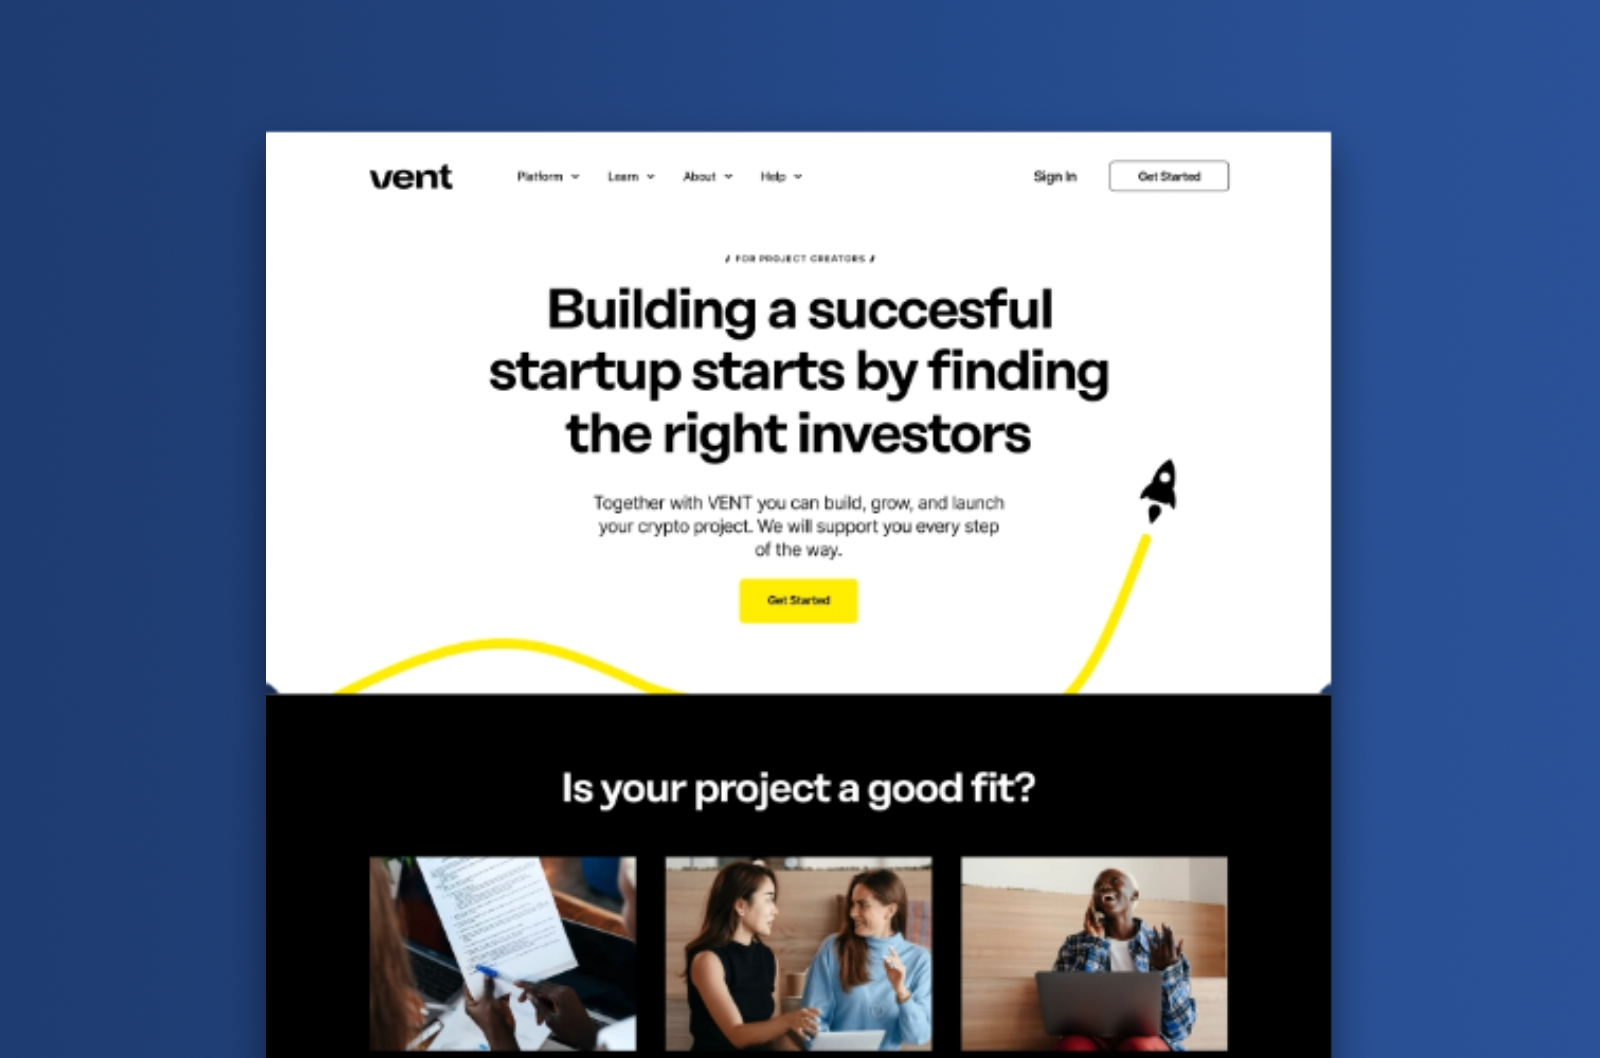 vent
Platform
Learn
About
Help
Sign In
Get Started
/ FOR PROJECT CREATORS /
Building a succesful
startup starts by finding
the right investors
Together with VENT you can build, grow, and launch
your crypto project. We will support you every step
of the way.
Get Started
Is your project a good fit?